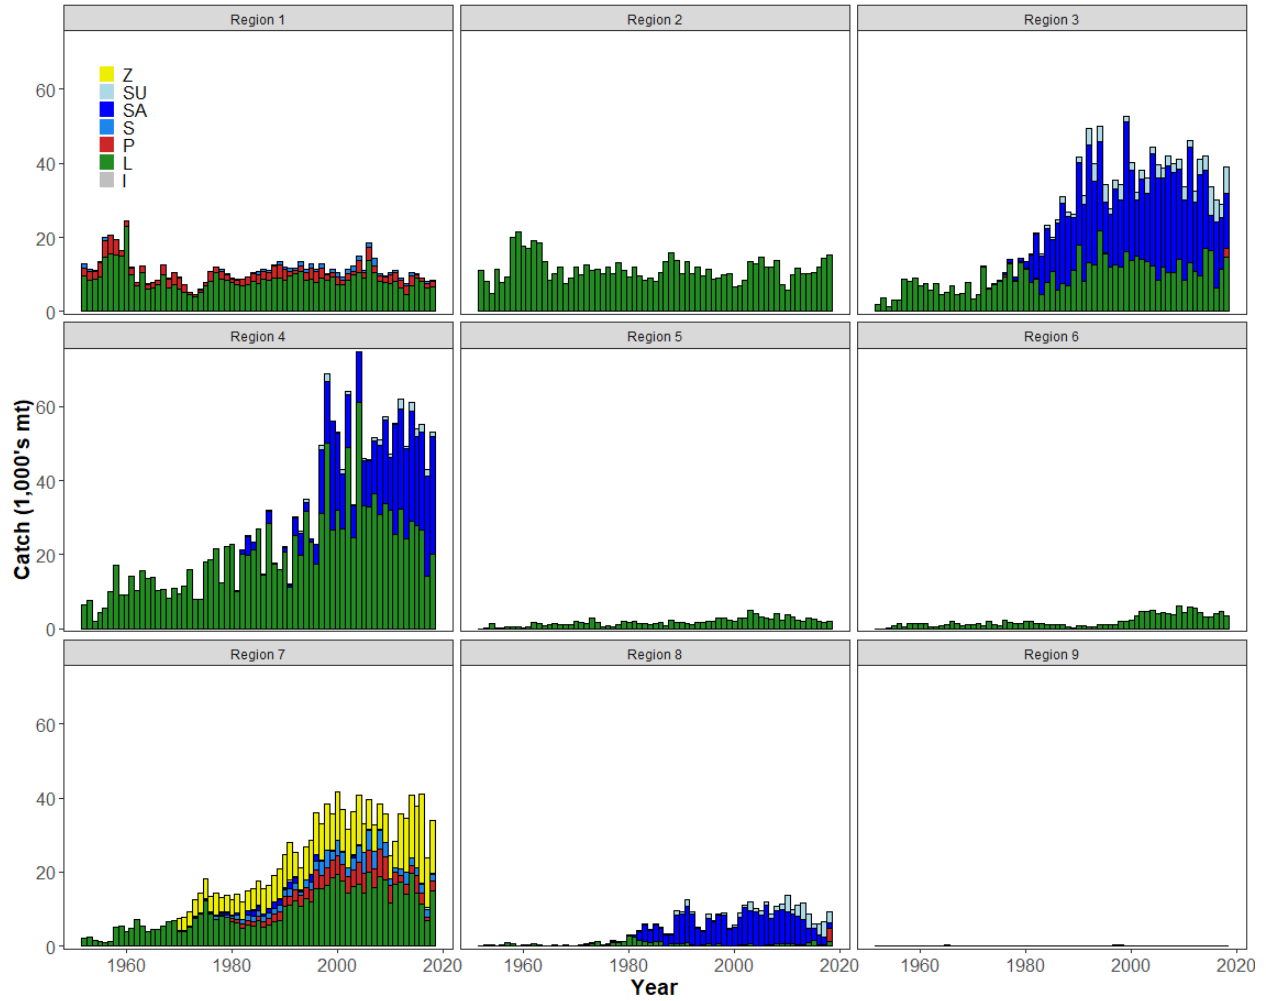 Region 1
Region 2
Region 3
Z
SU
SA
S
P
L
I
60
40
20
0
Region 4
Region 5
Region 6
Catch (1,000's mt)
60
40
20
0
Region 7
Region 8
Region 9
60
40
20
0
1960 1980 2000 2020
1960 1980 2000 2020
1960 1980 2000 2020
Year